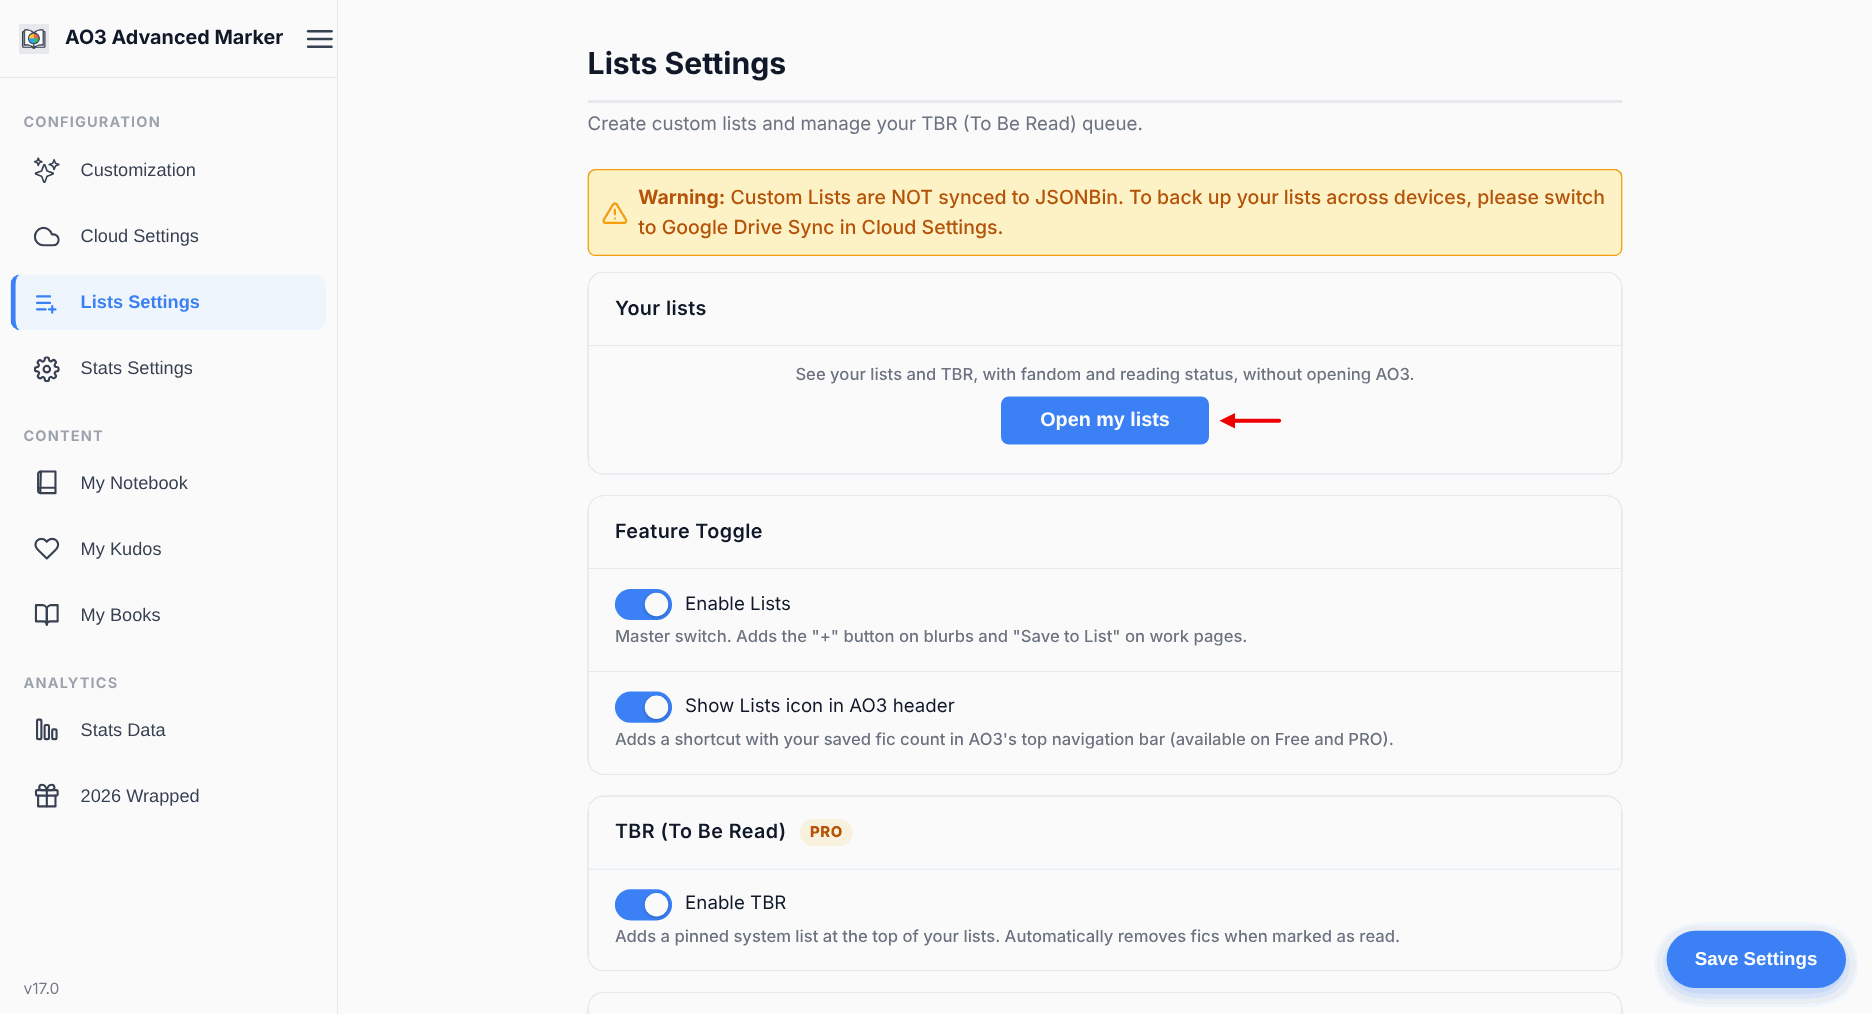 AO3 Advanced Marker
CONFIGURATION
Customization
Cloud Settings
Lists Settings
Stats Settings
CONTENT
My Notebook
My Kudos
My Books
ANALYTICS
Stats Data
2026 Wrapped
v17.0
Lists Settings
Create custom lists and manage your TBR (To Be Read) queue.
Warning: Custom Lists are NOT synced to JSONBin. To back up your lists across devices, please switch
to Google Drive Sync in Cloud Settings.
Your lists
See your lists and TBR, with fandom and reading status, without opening AO3.
Open my lists
Feature Toggle
Enable Lists
Master switch. Adds the "+" button on blurbs and "Save to List" on work pages.
Show Lists icon in AO3 header
Adds a shortcut with your saved fic count in AO3's top navigation bar (available on Free and PRO).
TBR (To Be Read) PRO
Enable TBR
Adds a pinned system list at the top of your lists. Automatically removes fics when marked as read.
Save Settings